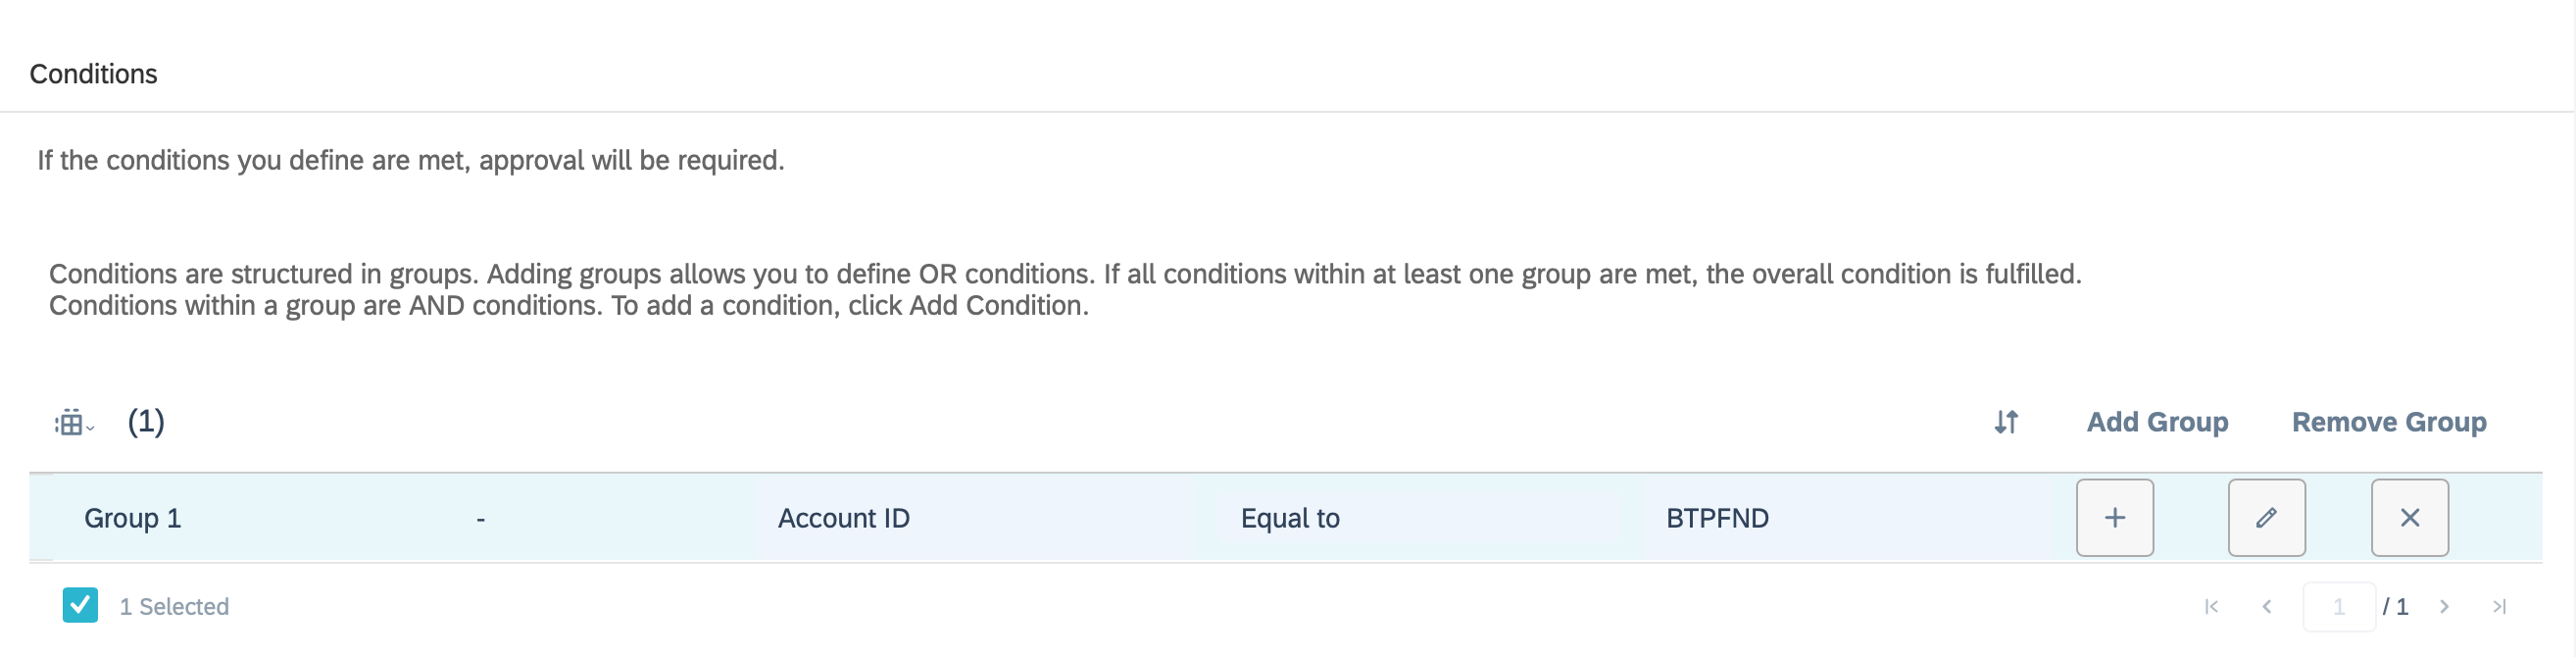 Conditions
If the conditions you define are met, approval will be required.
Conditions are structured in groups. Adding groups allows you to define OR conditions. If all conditions within at least one group are met, the overall condition is fulfilled.
Conditions within a group are AND conditions. To add a condition, click Add Condition.
(1) Add Group Remove Group
Group 1 - Account ID Equal to BTPFND
1 Selected 1 / 1